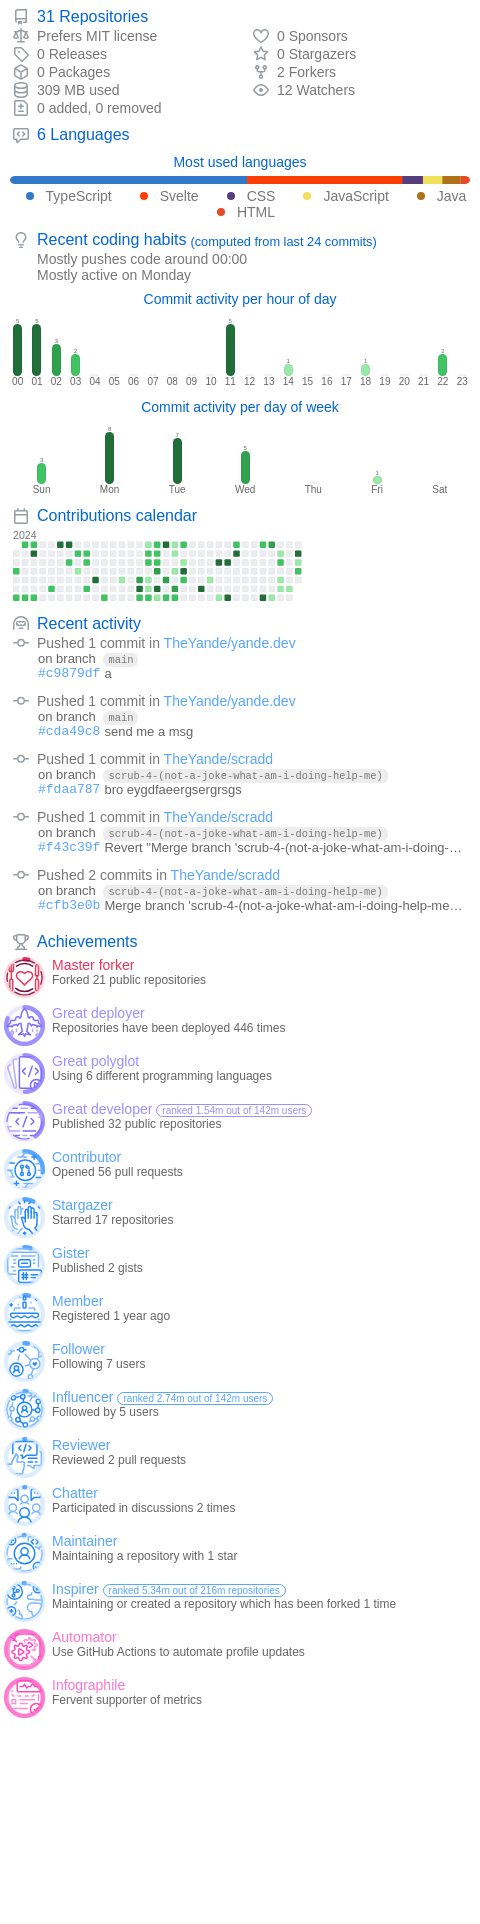 31 Repositories
Prefers MIT license
0 Sponsors
0 Releases
0 Stargazers
0 Packages
2 Forkers
309 MB used
12 Watchers
0 added, 0 removed
6 Languages
Most used languages
TypeScript Svelte CSS JavaScript Java
HTML
Recent coding habits (computed from last 24 commits)
Mostly pushes code around 00:00
Mostly active on Monday
Commit activity per hour of day
5 5 3 2 5 1 1 2
00 01 02 03 04 05 06 07 08 09 10 11 12 13 14 15 16 17 18 19 20 21 22 23
Commit activity per day of week
3 8 7 5 1
Sun Mon Tue Wed Thu Fri Sat
Contributions calendar
2024
Recent activity
Pushed 1 commit in TheYande/yande.dev
on branch main
#c9879df a
Pushed 1 commit in TheYande/yande.dev
on branch main
#cda49c8 send me a msg
Pushed 1 commit in TheYande/scradd
on branch scrub-4-(not-a-joke-what-am-i-doing-help-me)
#fdaa787 bro eygdfaeergsergrsgs
Pushed 1 commit in TheYande/scradd
on branch scrub-4-(not-a-joke-what-am-i-doing-help-me)
#f43c39f Revert "Merge branch 'scrub-4-(not-a-joke-what-am-i-doing-…
Pushed 2 commits in TheYande/scradd
on branch scrub-4-(not-a-joke-what-am-i-doing-help-me)
#cfb3e0b Merge branch 'scrub-4-(not-a-joke-what-am-i-doing-help-me…
Achievements
Master forker
Forked 21 public repositories
Great deployer
Repositories have been deployed 446 times
Great polyglot
Using 6 different programming languages
Great developer ranked 1.54m out of 142m users
Published 32 public repositories
Contributor
Opened 56 pull requests
Stargazer
Starred 17 repositories
Gister
Published 2 gists
Member
Registered 1 year ago
Follower
Following 7 users
Influencer ranked 2.74m out of 142m users
Followed by 5 users
Reviewer
Reviewed 2 pull requests
Chatter
Participated in discussions 2 times
Maintainer
Maintaining a repository with 1 star
Inspirer ranked 5.34m out of 216m repositories
Maintaining or created a repository which has been forked 1 time
Automator
Use GitHub Actions to automate profile updates
Infographile
Fervent supporter of metrics